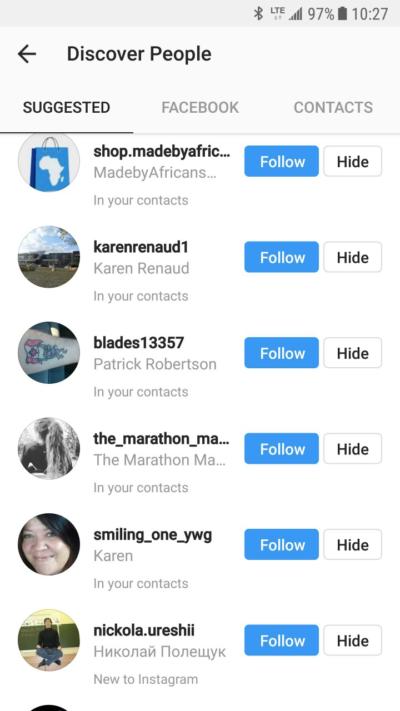 LTE 97% 10:27
Discover People
SUGGESTED FACEBOOK CONTACTS
shop.madebyafric...
MadebyAfricans...
In your contacts
Follow Hide
karenrenaud1
Karen Renaud
In your contacts
Follow Hide
blades13357
Patrick Robertson
In your contacts
Follow Hide
the_marathon_ma...
The Marathon Ma...
In your contacts
Follow Hide
smiling_one_ywg
Karen
In your contacts
Follow Hide
nickola.ureshii
Николай Полещук
New to Instagram
Follow Hide